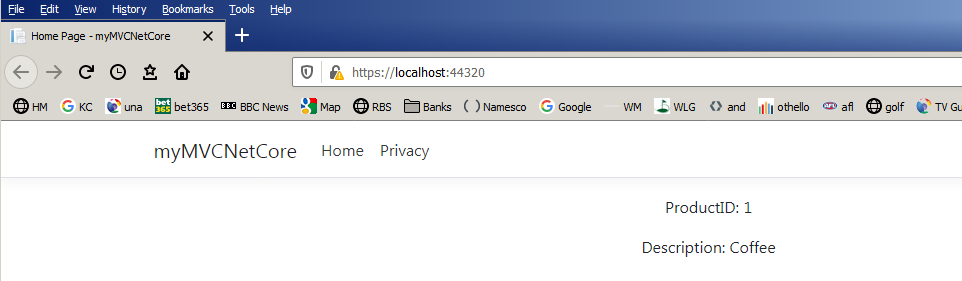 File Edit View History Bookmarks Tools Help
Home Page - myMVCNetCore
https://localhost:44320
HM KC una bet365 BBC News Map RBS Banks Namesco Google WM WLG and othello afl golf TV Gu
myMVCNetCore Home Privacy
ProductID: 1
Description: Coffee